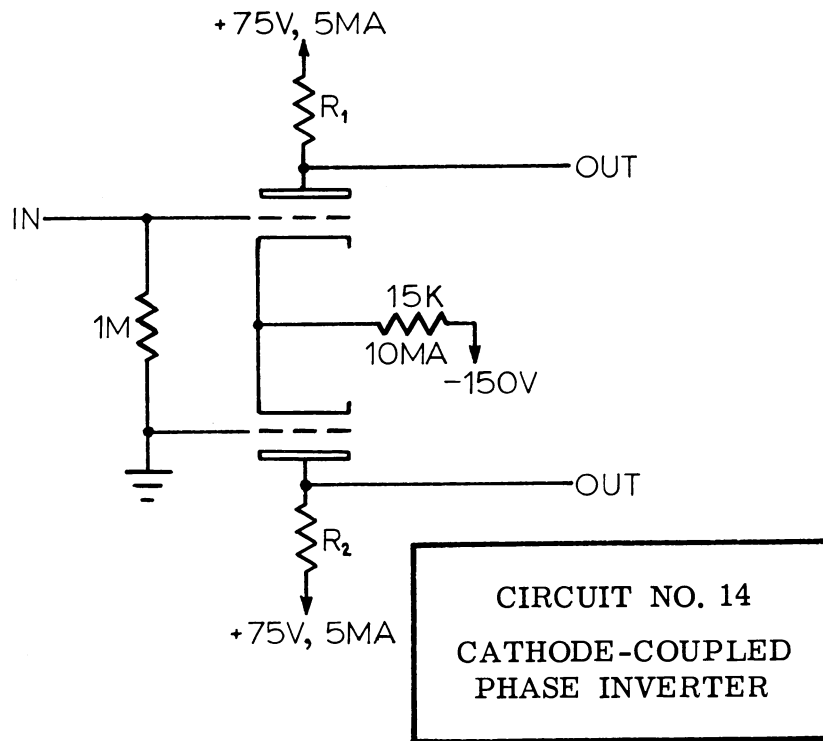 +75V, 5MA
R₁
OUT
IN
1M
15K
10MA
-150V
OUT
R₂
+75V, 5MA
CIRCUIT NO. 14
CATHODE-COUPLED
PHASE INVERTER